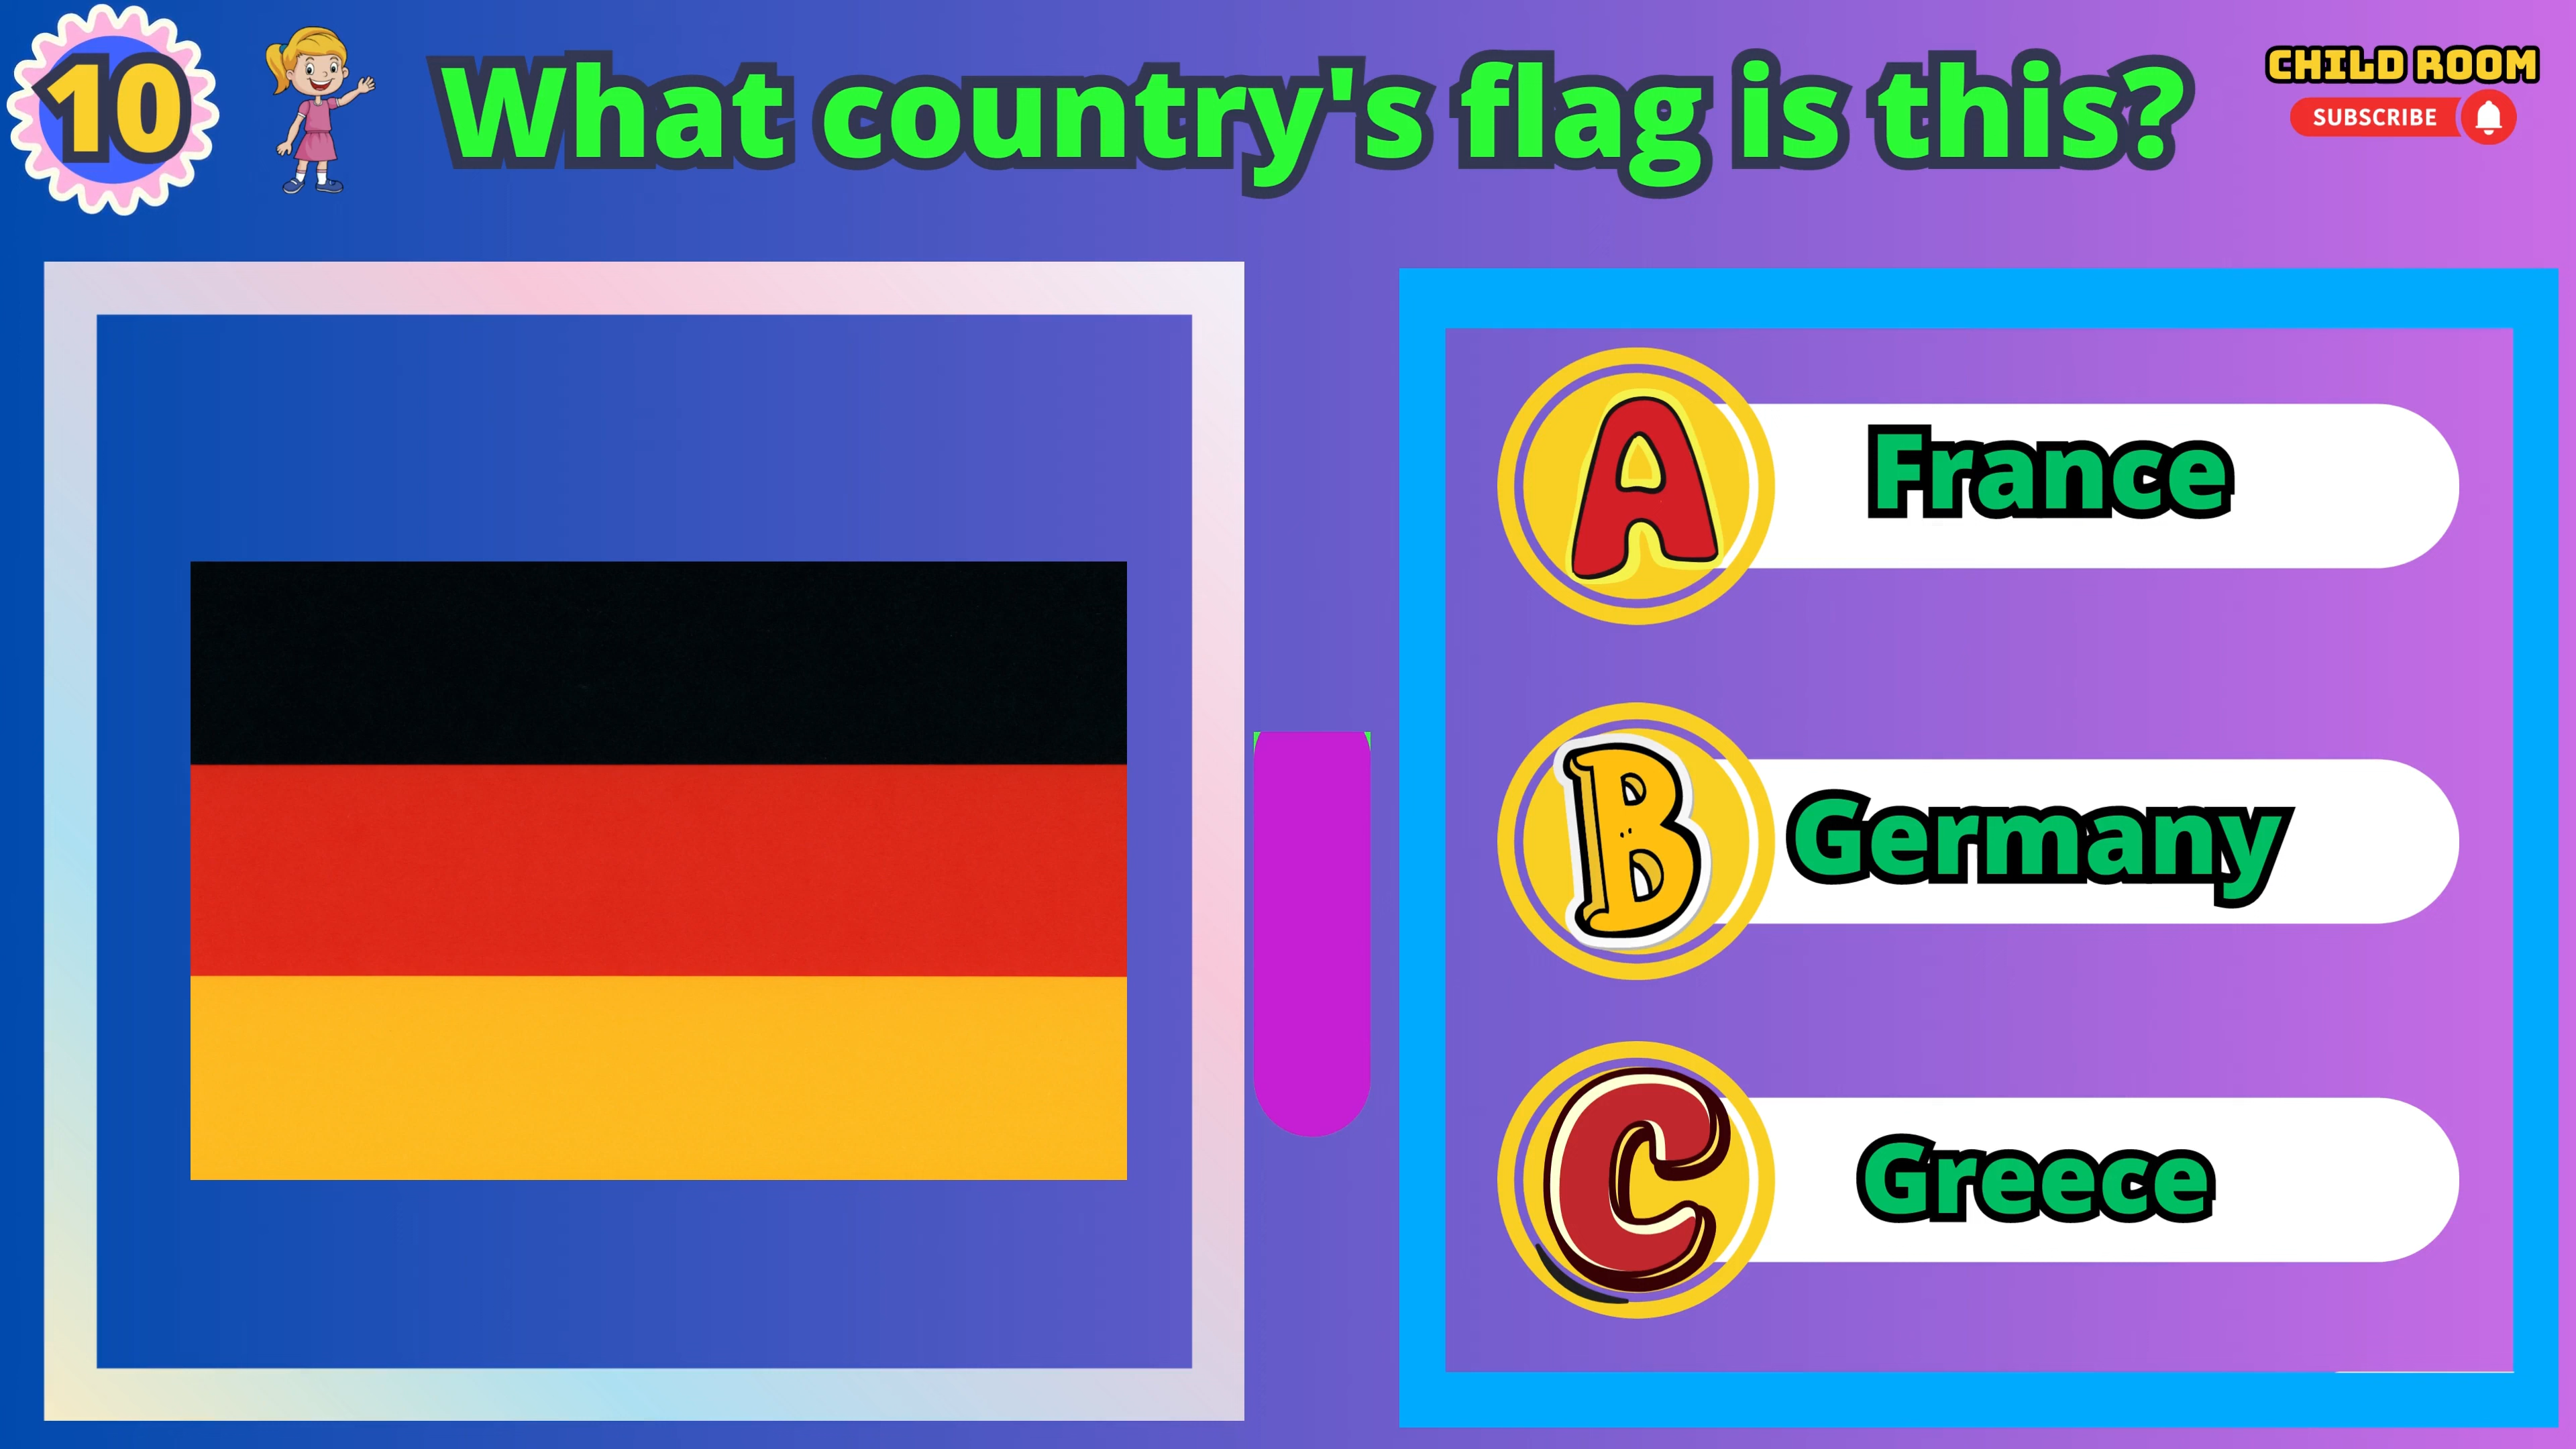 10
What country's flag is this?
CHILD ROOM
SUBSCRIBE
A France
B Germany
C Greece